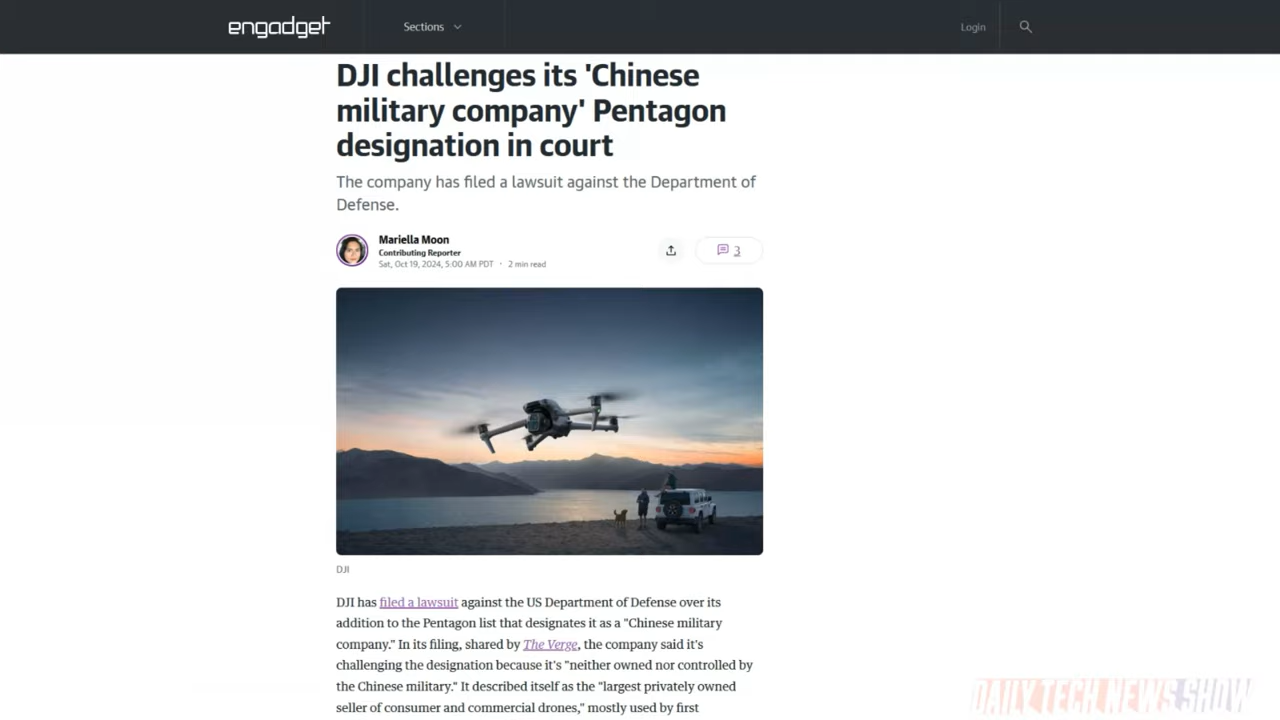 engadget
Sections
Login
DJI challenges its 'Chinese
military company' Pentagon
designation in court
The company has filed a lawsuit against the Department of
Defense.
Mariella Moon
Contributing Reporter
Sat, Oct 19, 2024, 5:00 AM PDT · 2 min read
3
DJI
DJI has filed a lawsuit against the US Department of Defense over its
addition to the Pentagon list that designates it as a "Chinese military
company." In its filing, shared by The Verge, the company said it's
challenging the designation because it's "neither owned nor controlled by
the Chinese military." It described itself as the "largest privately owned
seller of consumer and commercial drones," mostly used by first
DAILY TECH NEWS SHOW